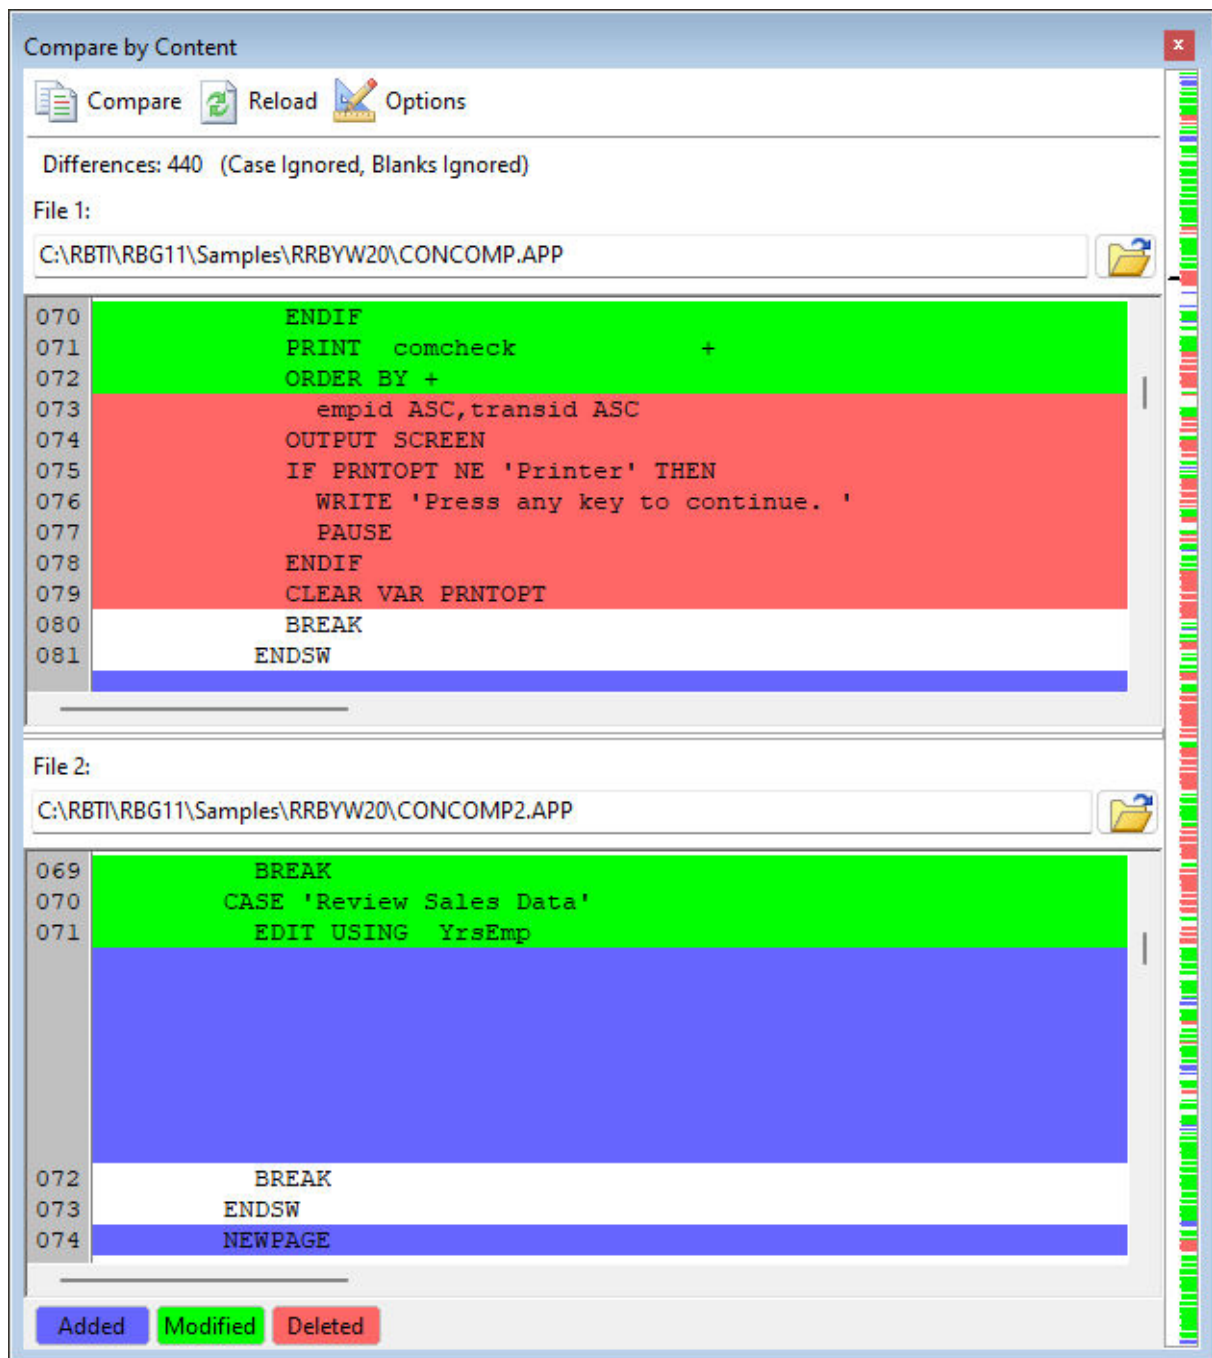 Compare by Content
x
Compare Reload Options
Differences: 440 (Case Ignored, Blanks Ignored)
File 1:
C:\RBTI\RBG11\Samples\RRBYW20\CONCOMP.APP
070 ENDIF
071 PRINT comcheck +
072 ORDER BY +
073 empid ASC,transid ASC
074 OUTPUT SCREEN
075 IF PRNTOPT NE 'Printer' THEN
076 WRITE 'Press any key to continue. '
077 PAUSE
078 ENDIF
079 CLEAR VAR PRNTOPT
080 BREAK
081 ENDSW
File 2:
C:\RBTI\RBG11\Samples\RRBYW20\CONCOMP2.APP
069 BREAK
070 CASE 'Review Sales Data'
071 EDIT USING YrsEmp
072 BREAK
073 ENDSW
074 NEWPAGE
Added Modified Deleted